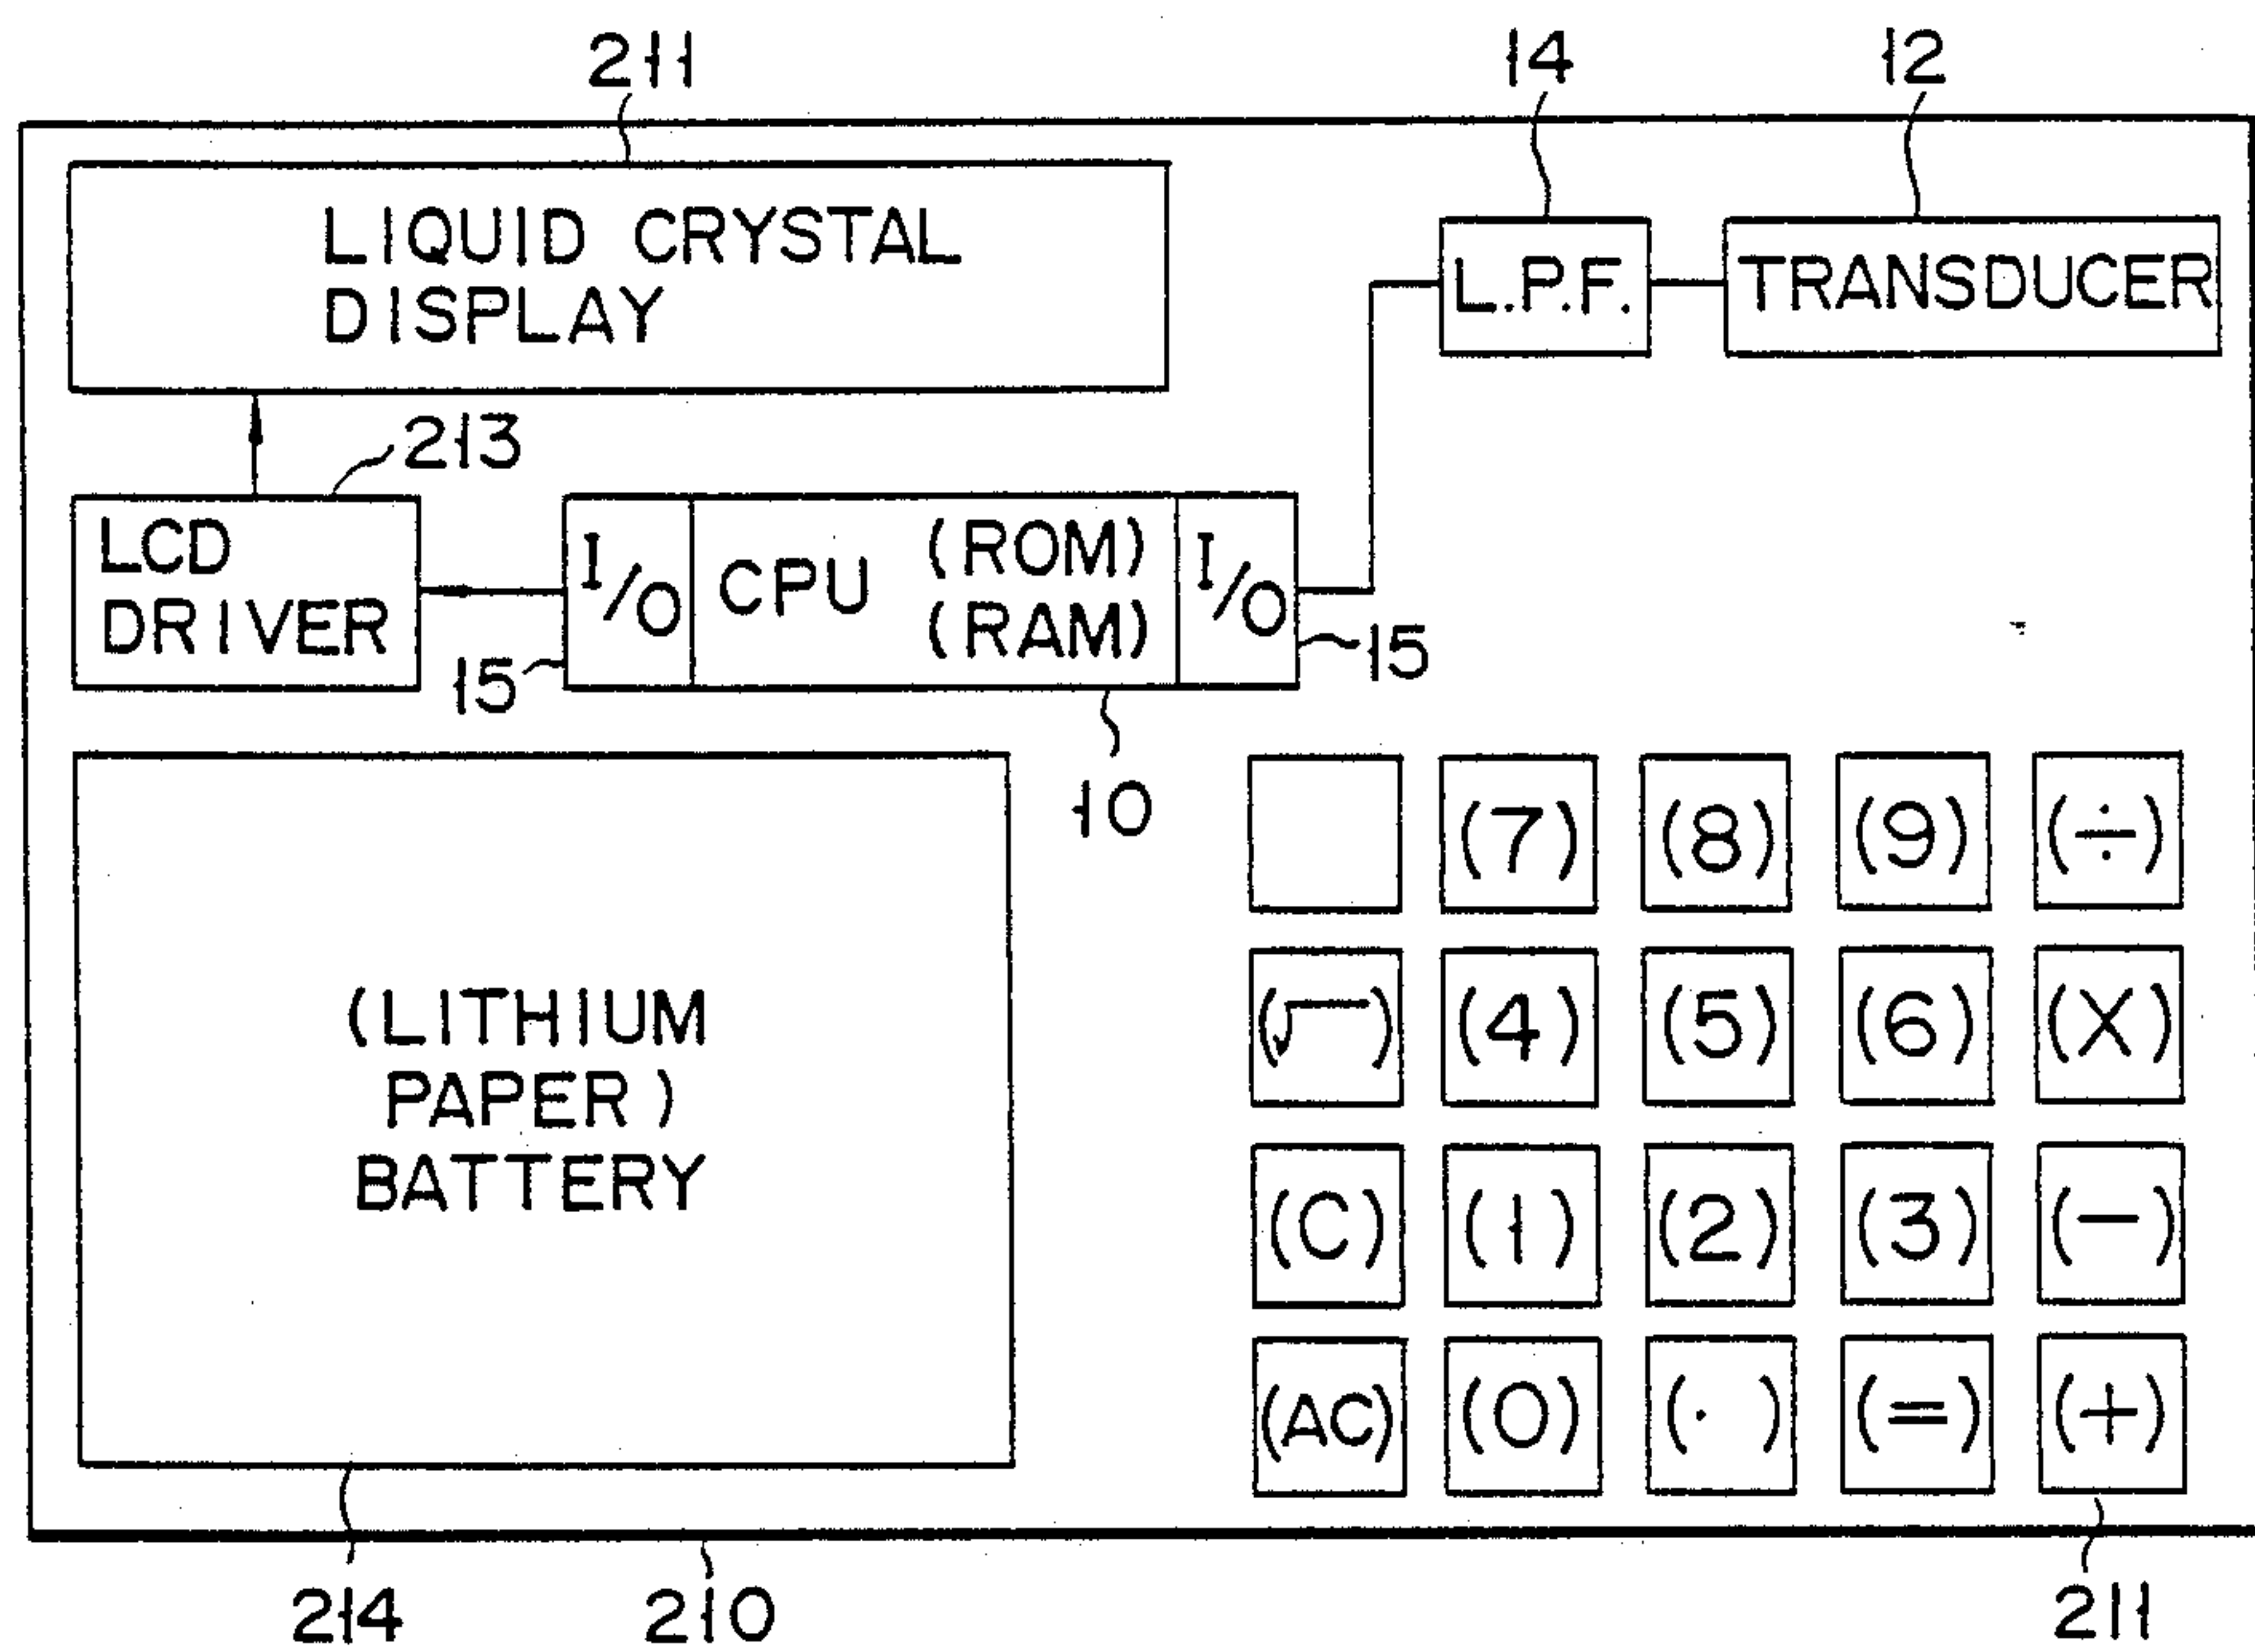 211
14
12
LIQUID CRYSTAL
DISPLAY
L.P.F.
TRANSDUCER
213
LCD
DRIVER
I/O
CPU
(ROM)
(RAM)
I/O
15
15
10
(LITHIUM
PAPER)
BATTERY
(7) (8) (9) (÷)
(√) (4) (5) (6) (X)
(C) (1) (2) (3) (−)
(AC) (0) (·) (=) (+)
214
210
211